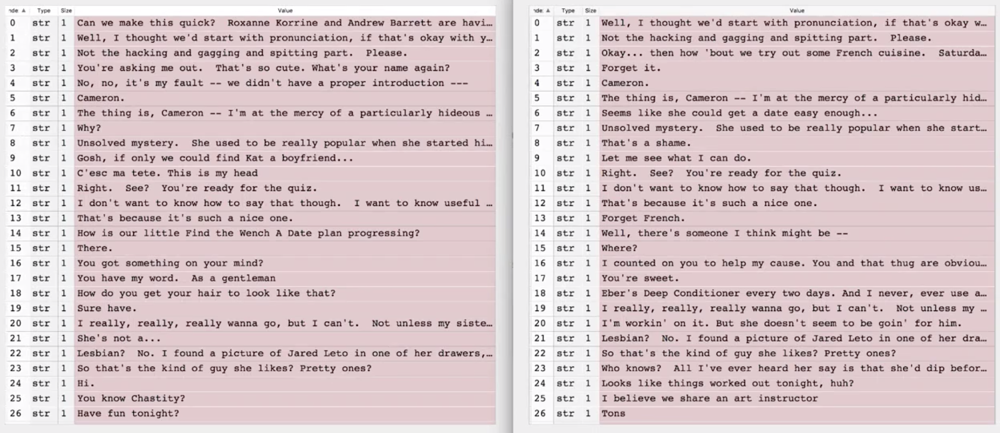 nde: ▲ Type Size Value
0 str 1 Can we make this quick?  Roxanne Korrine and Andrew Barrett are havi…
1 str 1 Well, I thought we'd start with pronunciation, if that's okay with y…
2 str 1 Not the hacking and gagging and spitting part.  Please.
3 str 1 You're asking me out.  That's so cute. What's your name again?
4 str 1 No, no, it's my fault -- we didn't have a proper introduction ---
5 str 1 Cameron.
6 str 1 The thing is, Cameron -- I'm at the mercy of a particularly hideous …
7 str 1 Why?
8 str 1 Unsolved mystery.  She used to be really popular when she started hi…
9 str 1 Gosh, if only we could find Kat a boyfriend...
10 str 1 C'esc ma tete. This is my head
11 str 1 Right.  See?  You're ready for the quiz.
12 str 1 I don't want to know how to say that though.  I want to know useful …
13 str 1 That's because it's such a nice one.
14 str 1 How is our little Find the Wench A Date plan progressing?
15 str 1 There.
16 str 1 You got something on your mind?
17 str 1 You have my word.  As a gentleman
18 str 1 How do you get your hair to look like that?
19 str 1 Sure have.
20 str 1 I really, really, really wanna go, but I can't.  Not unless my siste…
21 str 1 She's not a...
22 str 1 Lesbian?  No. I found a picture of Jared Leto in one of her drawers,…
23 str 1 So that's the kind of guy she likes? Pretty ones?
24 str 1 Hi.
25 str 1 You know Chastity?
26 str 1 Have fun tonight?
nde: ▲ Type Size Value
0 str 1 Well, I thought we'd start with pronunciation, if that's okay w…
1 str 1 Not the hacking and gagging and spitting part.  Please.
2 str 1 Okay... then how 'bout we try out some French cuisine.  Saturda…
3 str 1 Forget it.
4 str 1 Cameron.
5 str 1 The thing is, Cameron -- I'm at the mercy of a particularly hid…
6 str 1 Seems like she could get a date easy enough...
7 str 1 Unsolved mystery.  She used to be really popular when she start…
8 str 1 That's a shame.
9 str 1 Let me see what I can do.
10 str 1 Right.  See?  You're ready for the quiz.
11 str 1 I don't want to know how to say that though.  I want to know us…
12 str 1 That's because it's such a nice one.
13 str 1 Forget French.
14 str 1 Well, there's someone I think might be --
15 str 1 Where?
16 str 1 I counted on you to help my cause. You and that thug are obviou…
17 str 1 You're sweet.
18 str 1 Eber's Deep Conditioner every two days. And I never, ever use a…
19 str 1 I really, really, really wanna go, but I can't.  Not unless my …
20 str 1 I'm workin' on it. But she doesn't seem to be goin' for him.
21 str 1 Lesbian?  No. I found a picture of Jared Leto in one of her dra…
22 str 1 So that's the kind of guy she likes? Pretty ones?
23 str 1 Who knows?  All I've ever heard her say is that she'd dip befor…
24 str 1 Looks like things worked out tonight, huh?
25 str 1 I believe we share an art instructor
26 str 1 Tons